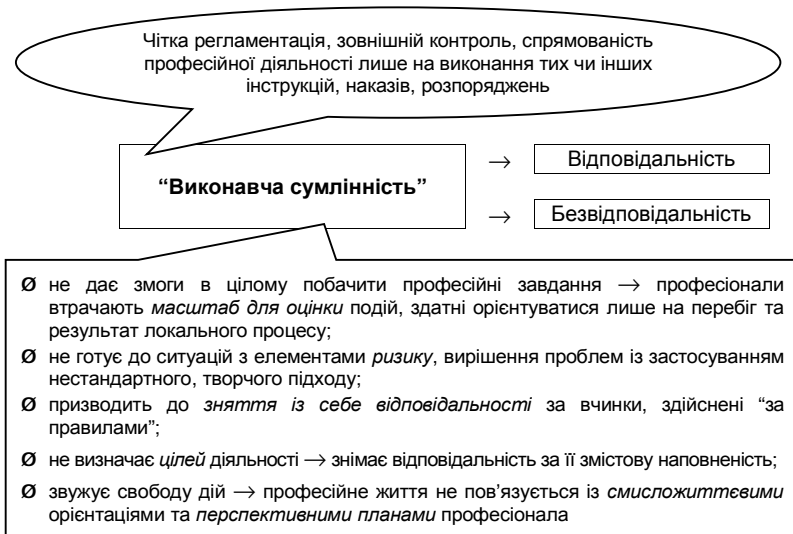 Чітка регламентація, зовнішній контроль, спрямованість
професійної діяльності лише на виконання тих чи інших
інструкцій, наказів, розпоряджень
“Виконавча сумлінність”
→ Відповідальність
→ Безвідповідальність
Ø не дає змоги в цілому побачити професійні завдання → професіонали
втрачають масштаб для оцінки подій, здатні орієнтуватися лише на перебіг та
результат локального процесу;
Ø не готує до ситуацій з елементами ризику, вирішення проблем із застосуванням
нестандартного, творчого підходу;
Ø призводить до зняття із себе відповідальності за вчинки, здійснені “за
правилами”;
Ø не визначає цілей діяльності → знімає відповідальність за її змістову наповненість;
Ø звужує свободу дій → професійне життя не пов’язується із смисложиттєвими
орієнтаціями та перспективними планами професіонала